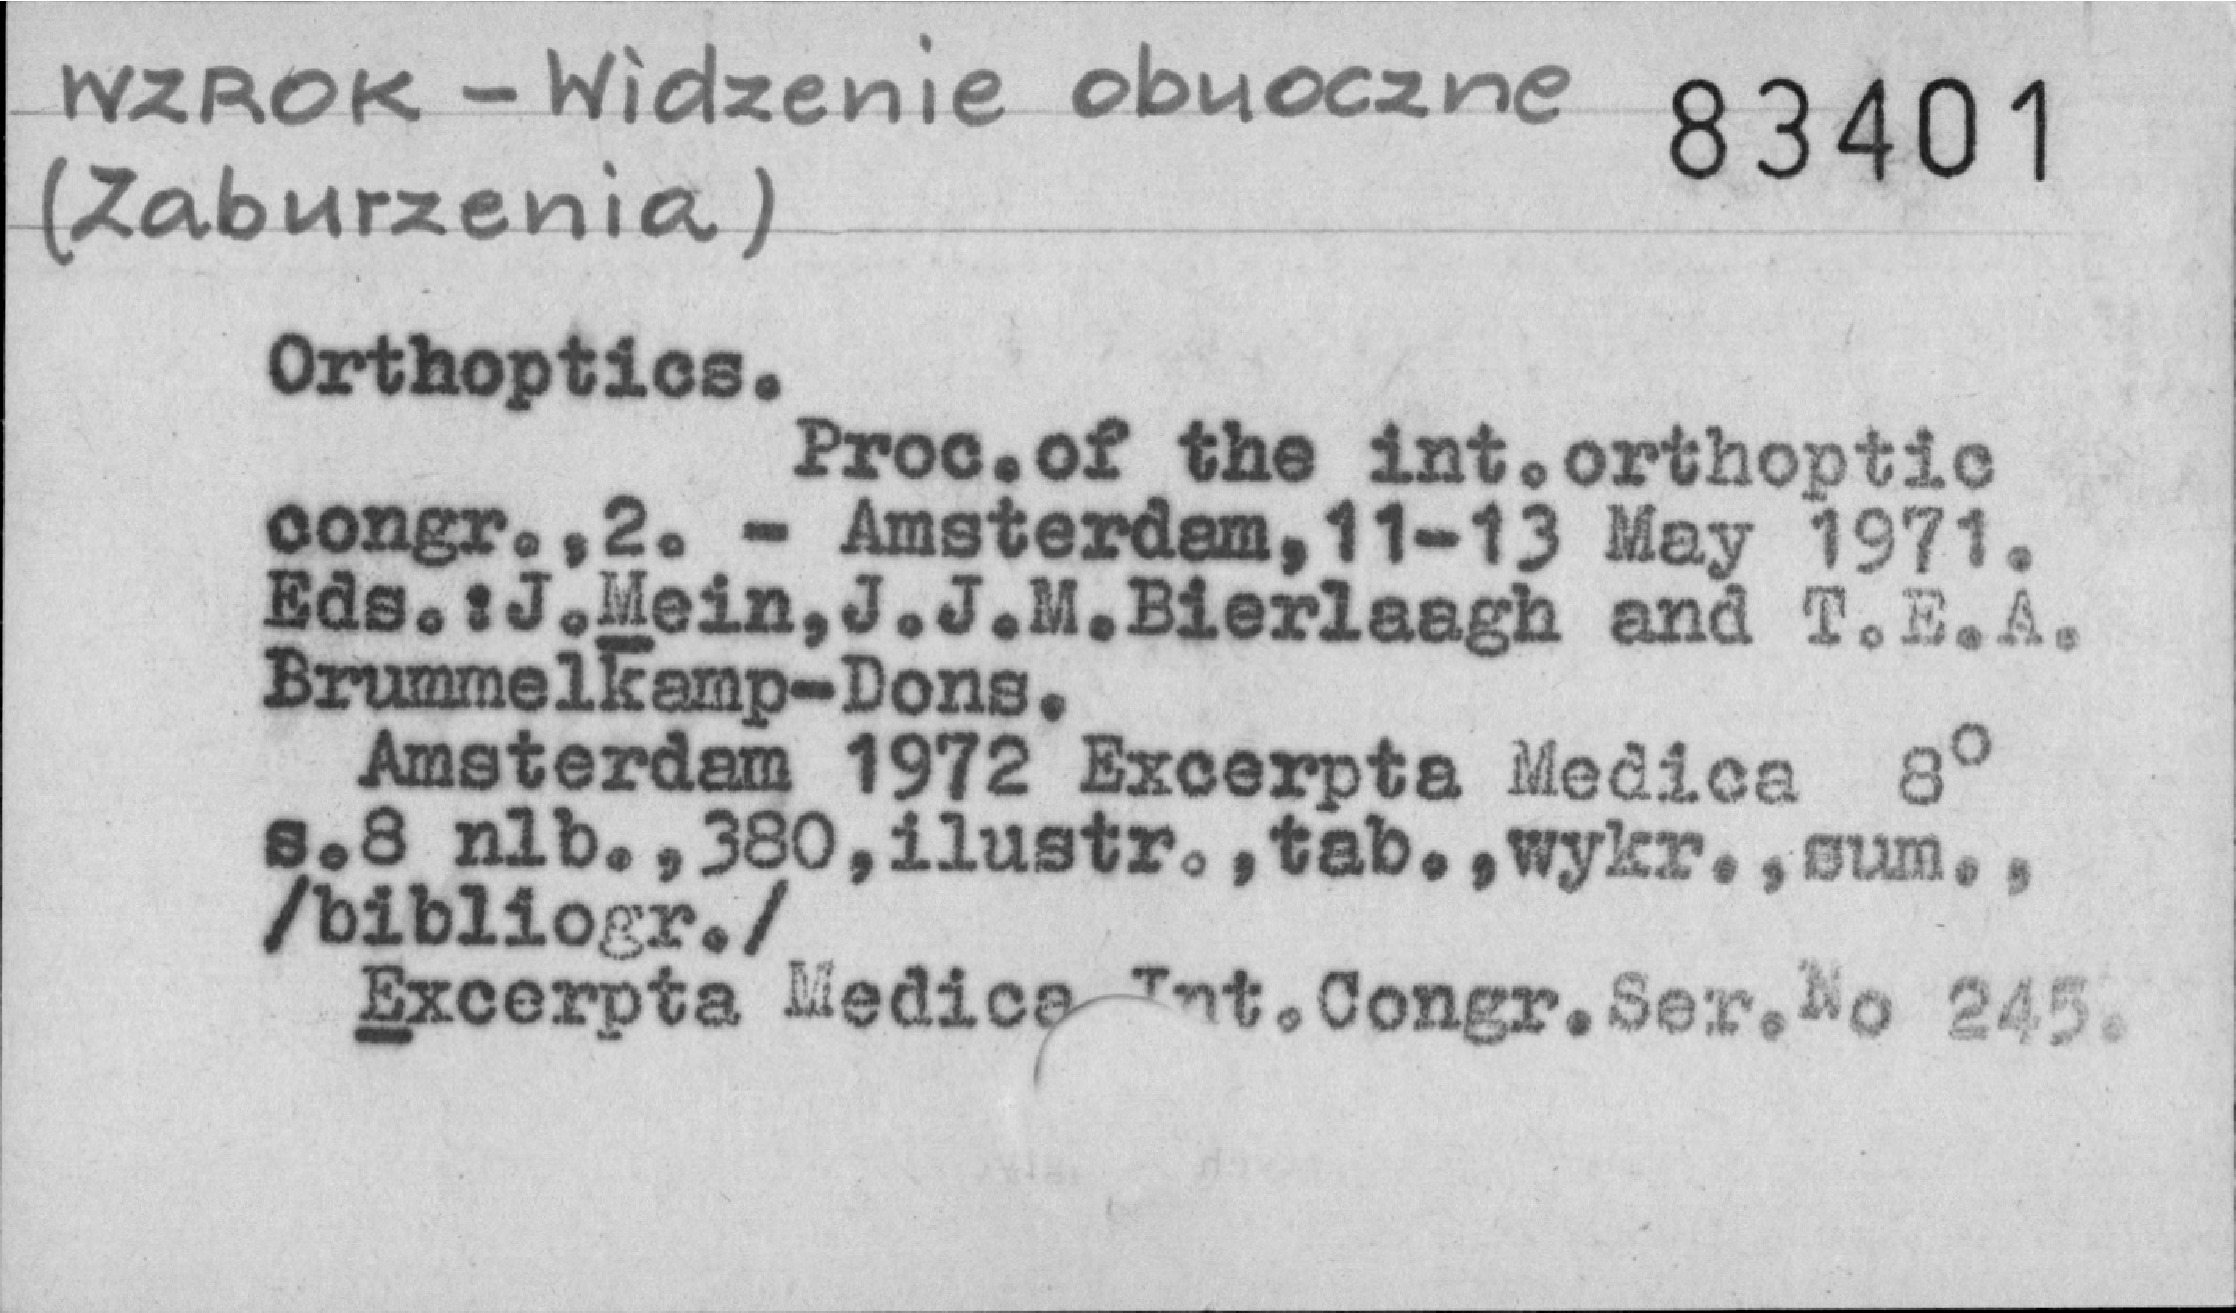 WZROK – Widzenie obuoczne 83401
(Zaburzenia)
Orthoptics.
Proc.of the int.orthoptic
congr.,2. - Amsterdam,11-13 May 1971.
Eds.:J.Mein,J.J.M.Bierlaagh and T.E.A.
Brummelkamp-Dons.
Amsterdam 1972 Excerpta Medica 8°
s.8 nlb.,380,ilustr.,tab.,wykr.,sum.,
/bibliogr./
Excerpta Medica Int.Congr.Ser.No 245.